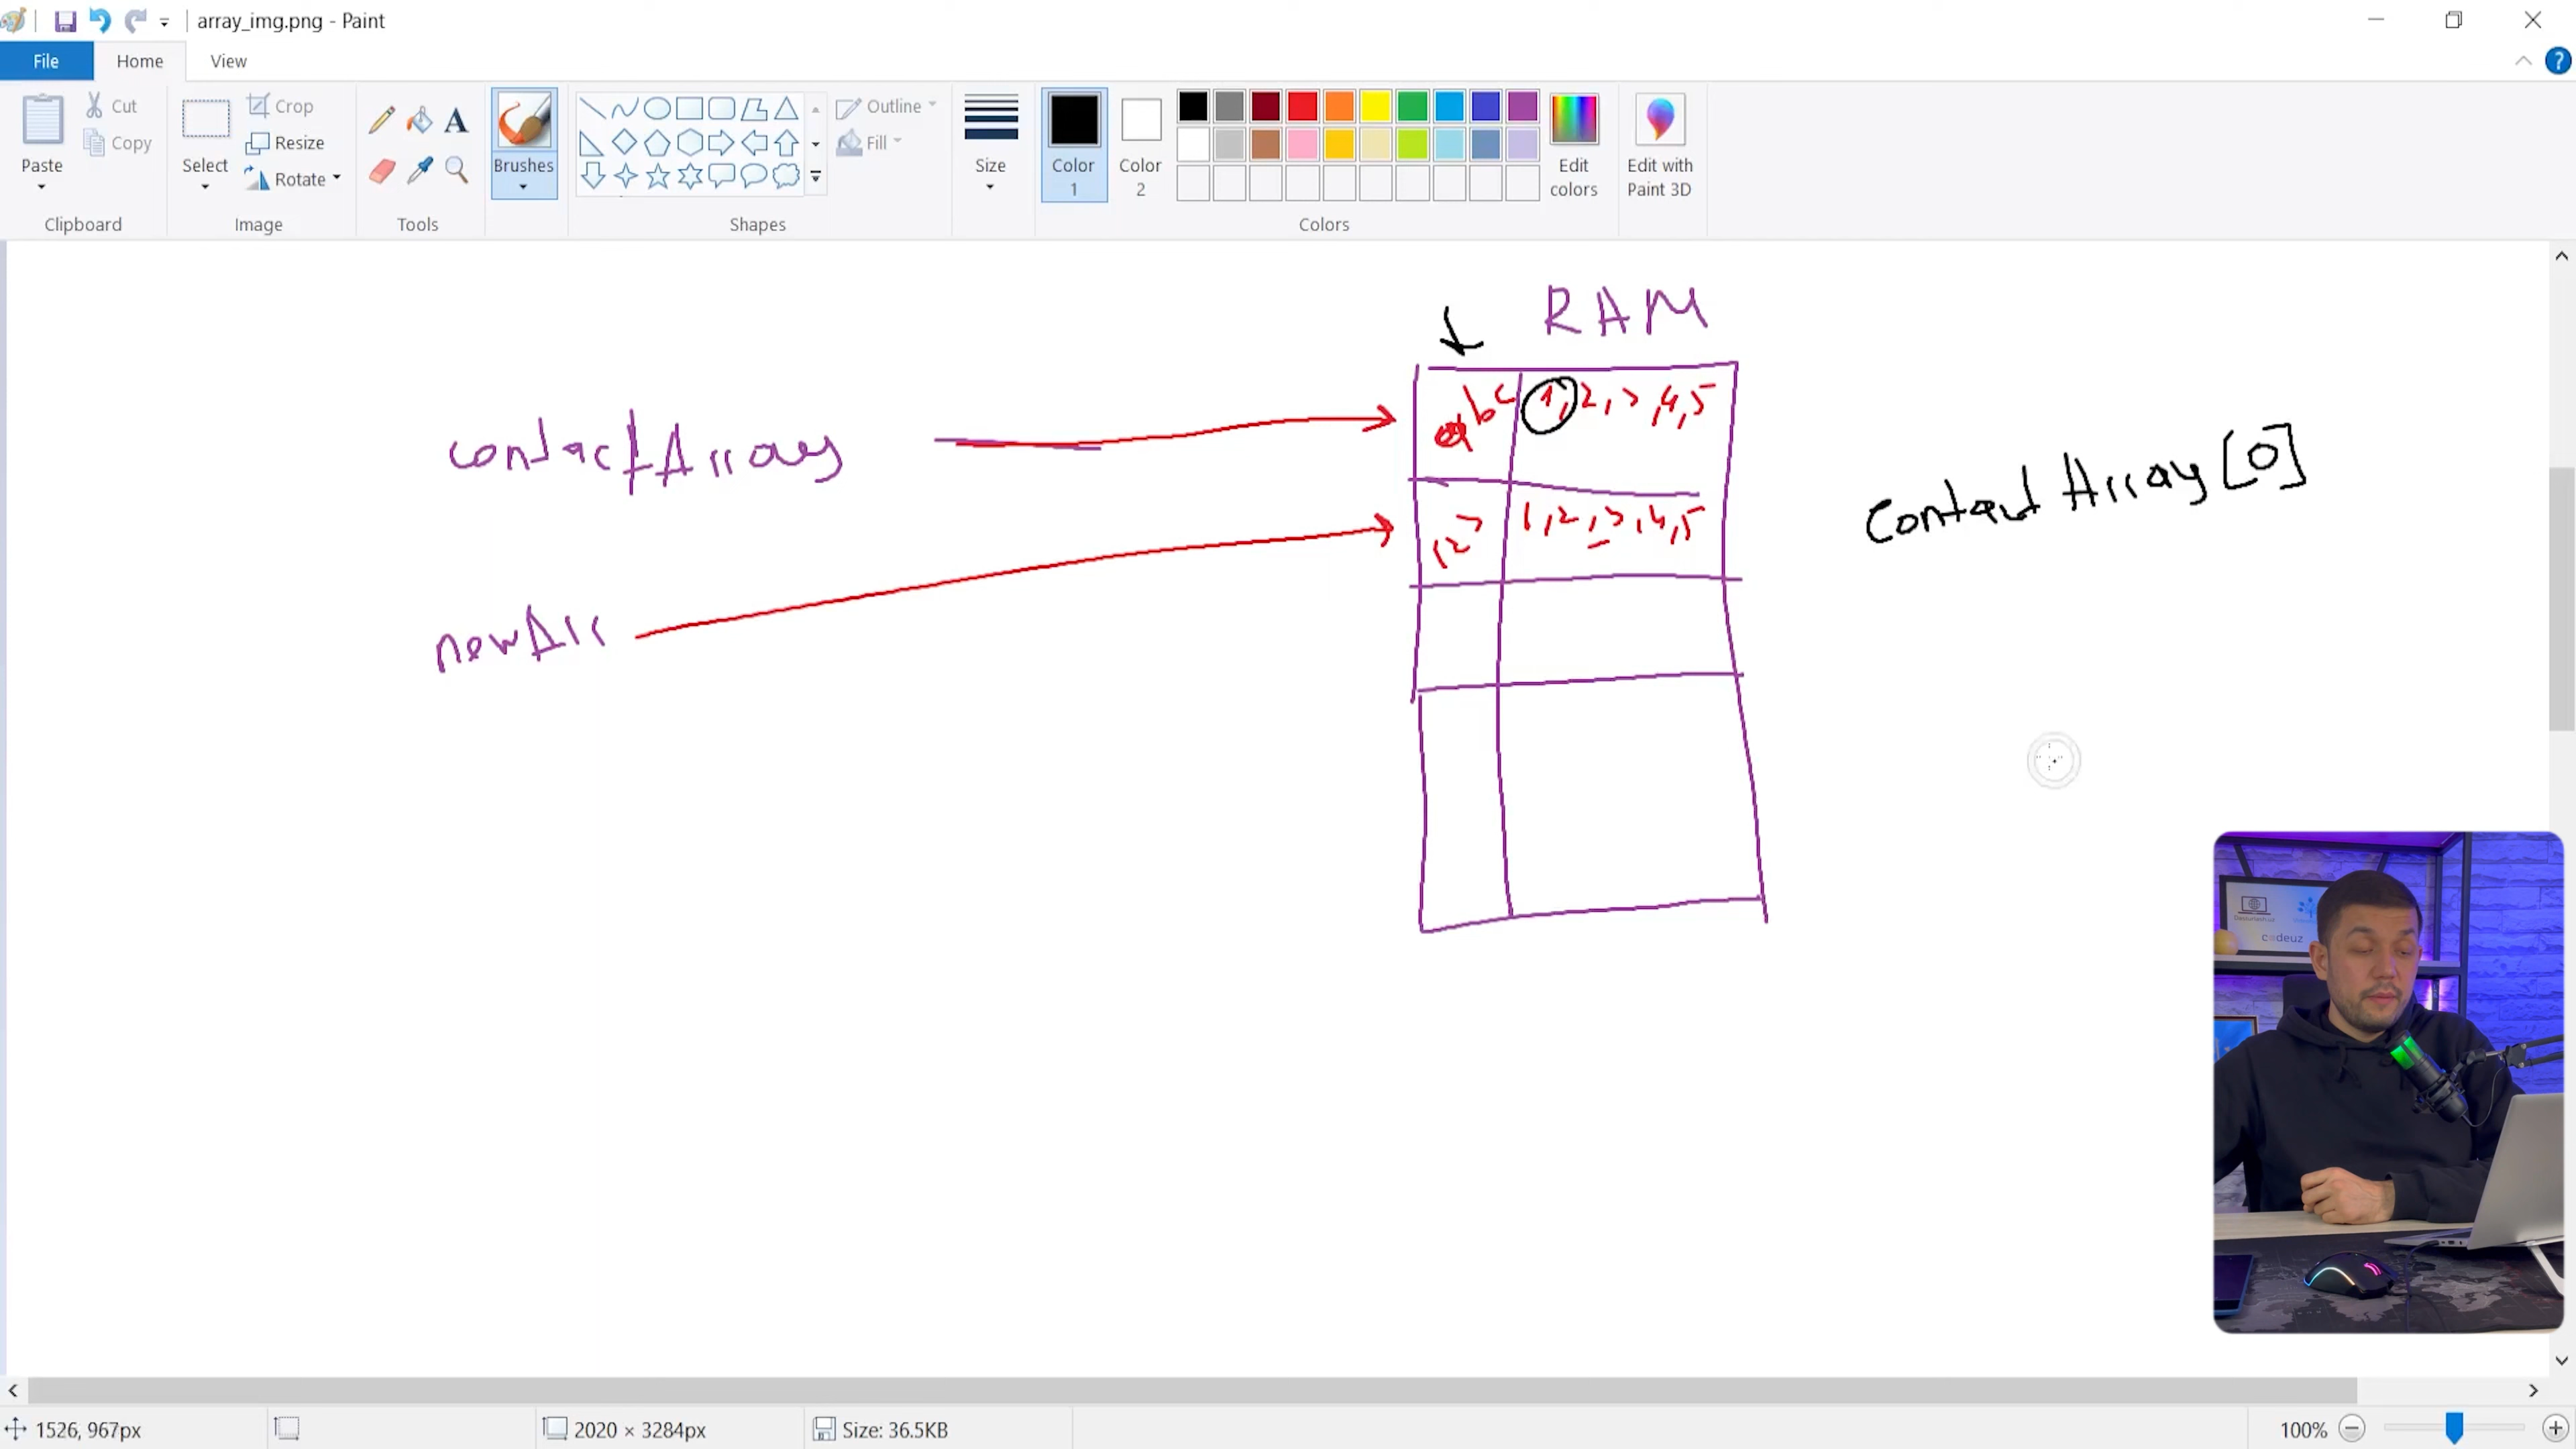 array_img.png - Paint
File Home View
Paste
Cut
Copy
Clipboard
Select
Crop
Resize
Rotate
Image
Tools
Brushes
Shapes
Outline
Fill
Size
Color 1
Color 2
Colors
Edit colors
Edit with Paint 3D
RAM
contactArray
abc 1,2,3,4,5
contactArray[0]
123 1,2,3,4,5
newArr
codeuz
1526, 967px
2020 × 3284px
Size: 36.5KB
100%